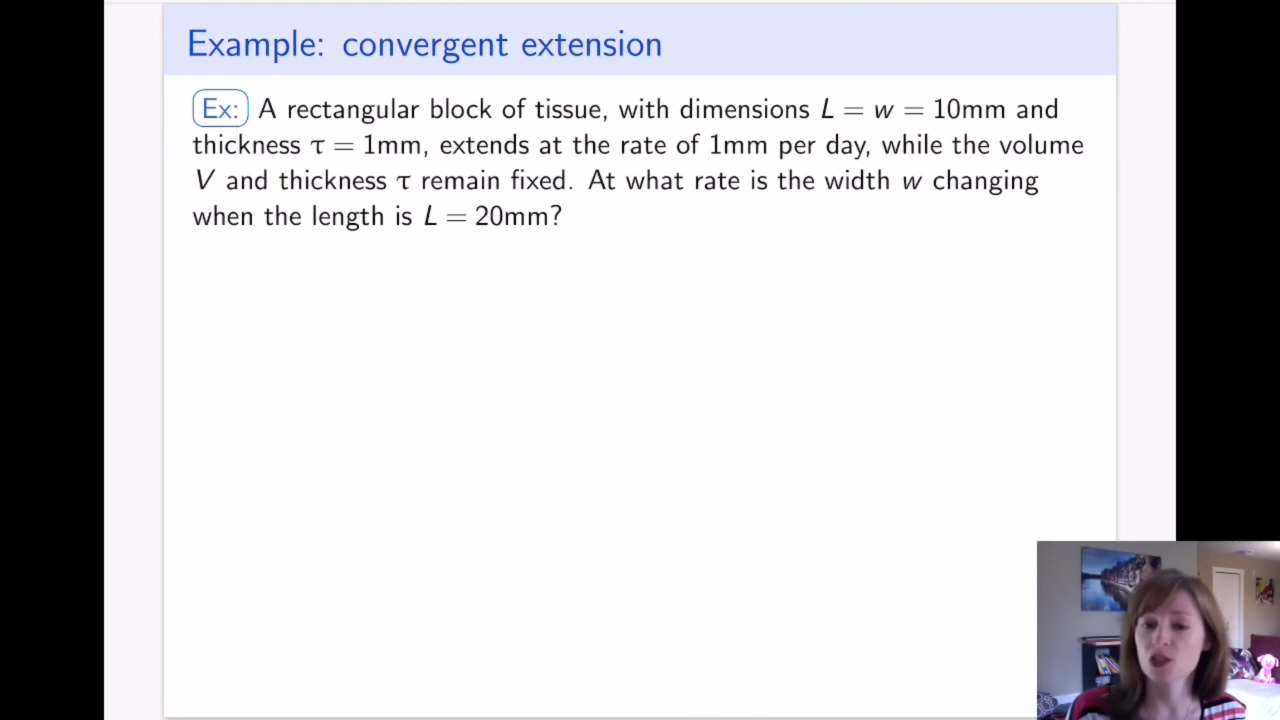 Example: convergent extension
Ex: A rectangular block of tissue, with dimensions L = w = 10mm and
thickness τ = 1mm, extends at the rate of 1mm per day, while the volume
V and thickness τ remain fixed. At what rate is the width w changing
when the length is L = 20mm?